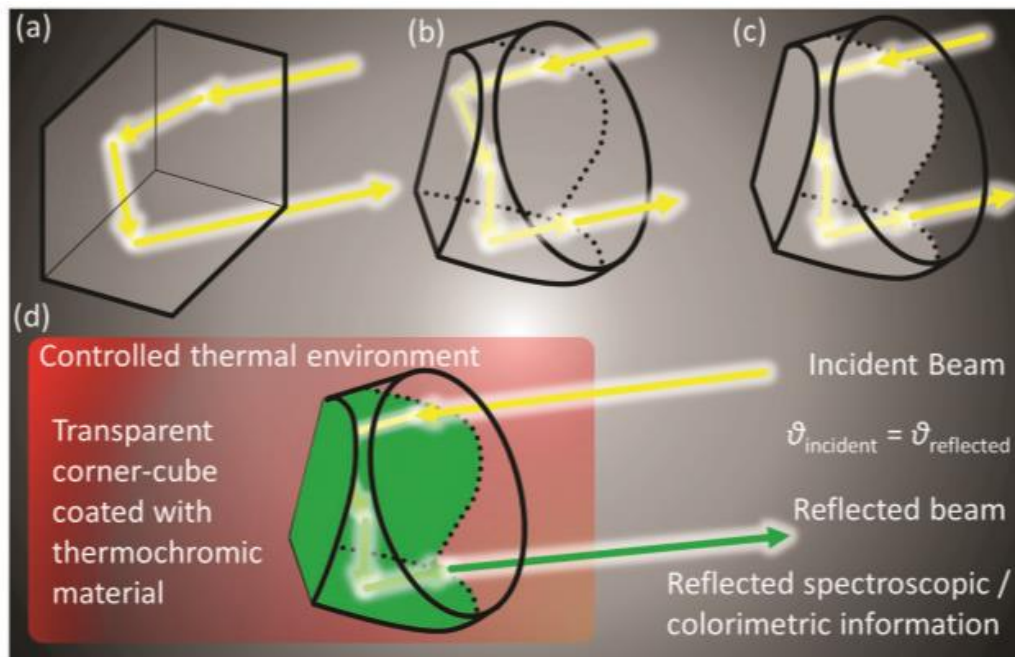 (a)
(b)
(c)
(d)
Controlled thermal environment
Transparent
corner-cube
coated with
thermochromic
material
Incident Beam
ϑincident = ϑreflected
Reflected beam
Reflected spectroscopic /
colorimetric information